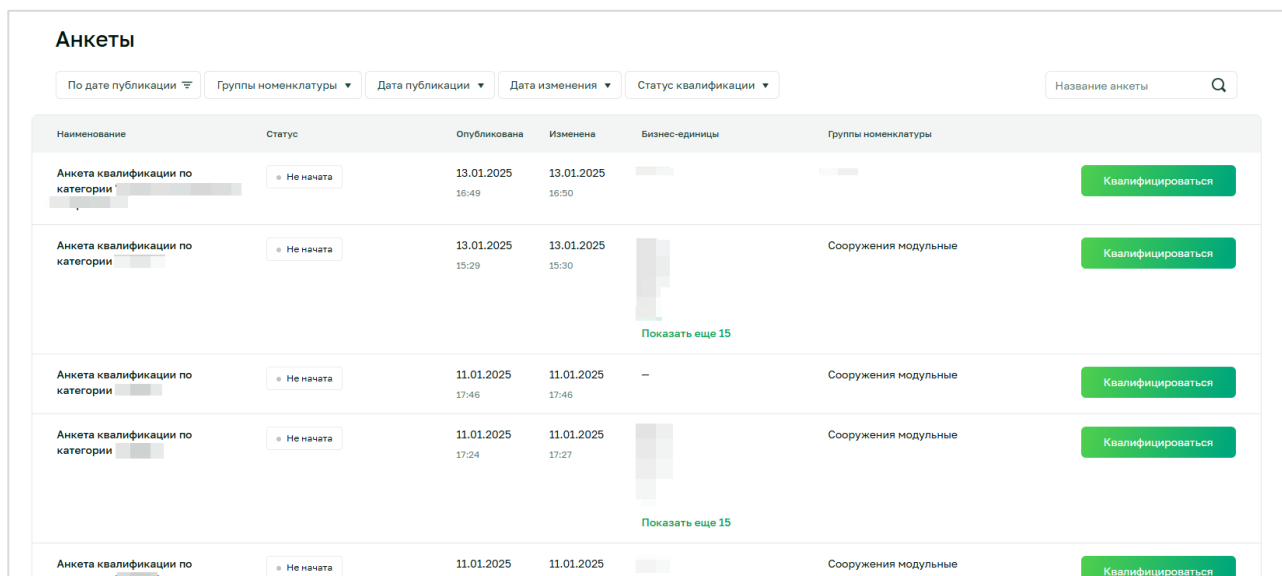 Анкеты
По дате публикации Группы номенклатуры Дата публикации Дата изменения Статус квалификации Название анкеты
Наименование Статус Опубликована Изменена Бизнес-единицы Группы номенклатуры
Анкета квалификации по Не начата 13.01.2025 13.01.2025 Квалифицироваться
категории 16:49 16:50
Анкета квалификации по Не начата 13.01.2025 13.01.2025 Сооружения модульные Квалифицироваться
категории 15:29 15:30
Показать еще 15
Анкета квалификации по Не начата 11.01.2025 11.01.2025 — Сооружения модульные Квалифицироваться
категории 17:46 17:46
Анкета квалификации по Не начата 11.01.2025 11.01.2025 Сооружения модульные Квалифицироваться
категории 17:24 17:27
Показать еще 15
Анкета квалификации по Не начата 11.01.2025 11.01.2025 Сооружения модульные Квалифицироваться